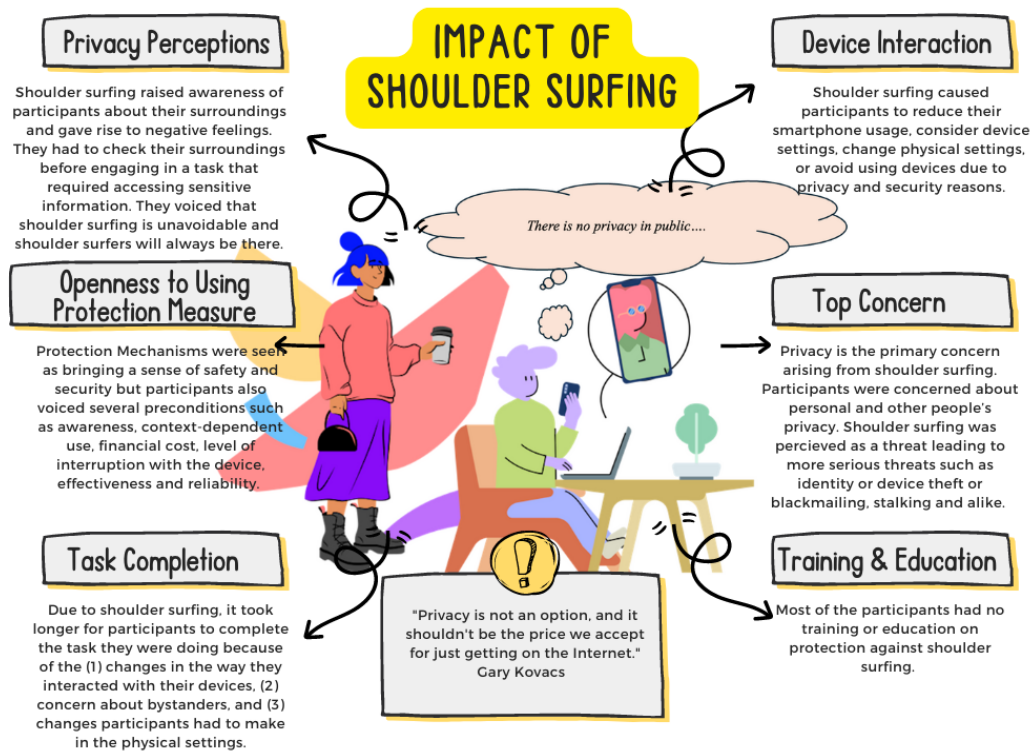 IMPACT OF
SHOULDER SURFING
Privacy Perceptions
Shoulder surfing raised awareness of
participants about their surroundings
and gave rise to negative feelings.
They had to check their surroundings
before engaging in a task that
required accessing sensitive
information. They voiced that
shoulder surfing is unavoidable and
shoulder surfers will always be there.
Device Interaction
Shoulder surfing caused
participants to reduce their
smartphone usage, consider device
settings, change physical settings,
or avoid using devices due to
privacy and security reasons.
There is no privacy in public....
Openness to Using
Protection Measure
Protection Mechanisms were seen
as bringing a sense of safety and
security but participants also
voiced several preconditions such
as awareness, context-dependent
use, financial cost, level of
interruption with the device,
effectiveness and reliability.
Top Concern
Privacy is the primary concern
arising from shoulder surfing.
Participants were concerned about
personal and other people's
privacy. Shoulder surfing was
percieved as a threat leading to
more serious threats such as
identity or device theft or
blackmailing, stalking and alike.
Task Completion
Due to shoulder surfing, it took
longer for participants to complete
the task they were doing because
of the (1) changes in the way they
interacted with their devices, (2)
concern about bystanders, and (3)
changes participants had to make
in the physical settings.
"Privacy is not an option, and it
shouldn't be the price we accept
for just getting on the Internet."
Gary Kovacs
Training & Education
Most of the participants had no
training or education on
protection against shoulder
surfing.